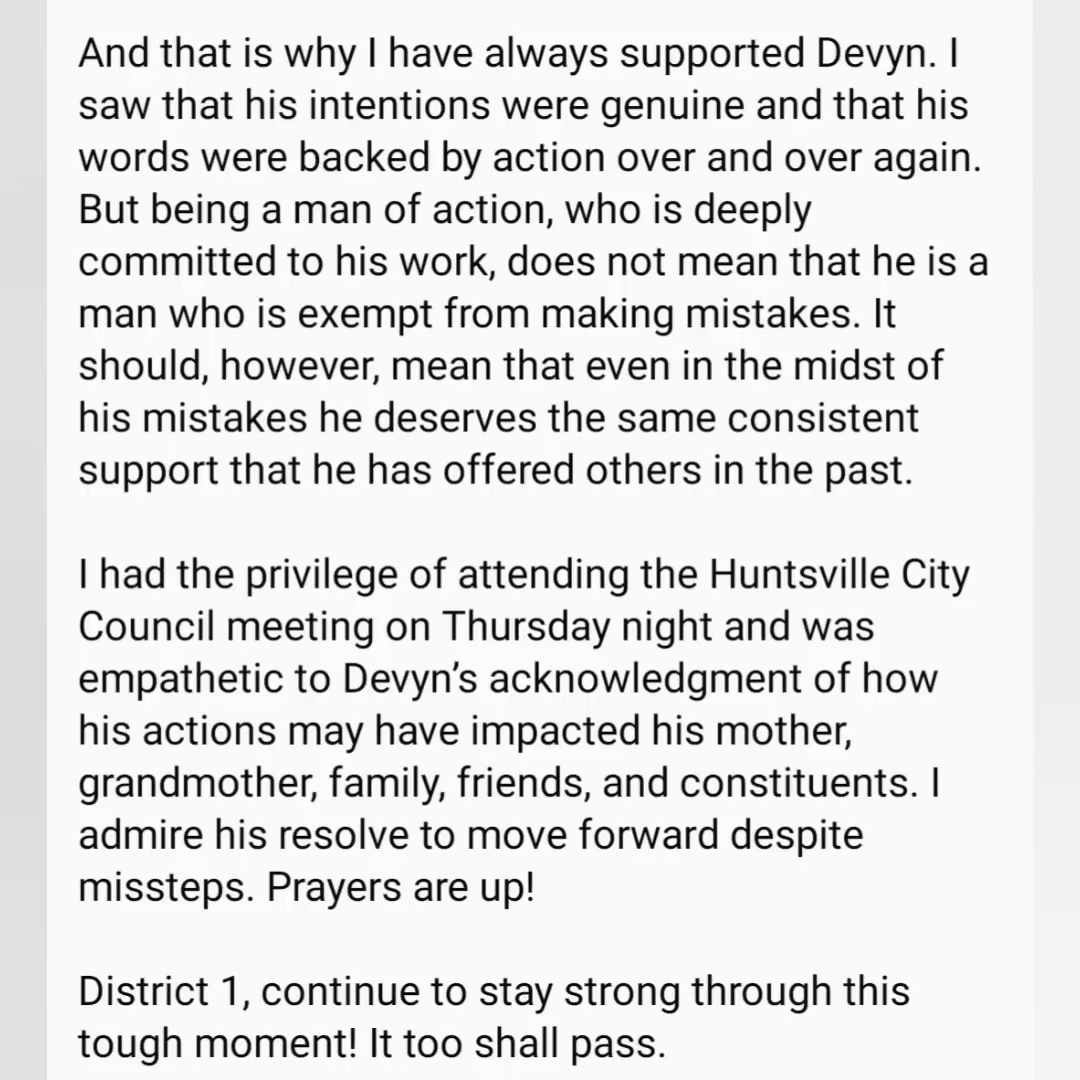 And that is why I have always supported Devyn. I
saw that his intentions were genuine and that his
words were backed by action over and over again.
But being a man of action, who is deeply
committed to his work, does not mean that he is a
man who is exempt from making mistakes. It
should, however, mean that even in the midst of
his mistakes he deserves the same consistent
support that he has offered others in the past.
I had the privilege of attending the Huntsville City
Council meeting on Thursday night and was
empathetic to Devyn’s acknowledgment of how
his actions may have impacted his mother,
grandmother, family, friends, and constituents. I
admire his resolve to move forward despite
missteps. Prayers are up!
District 1, continue to stay strong through this
tough moment! It too shall pass.